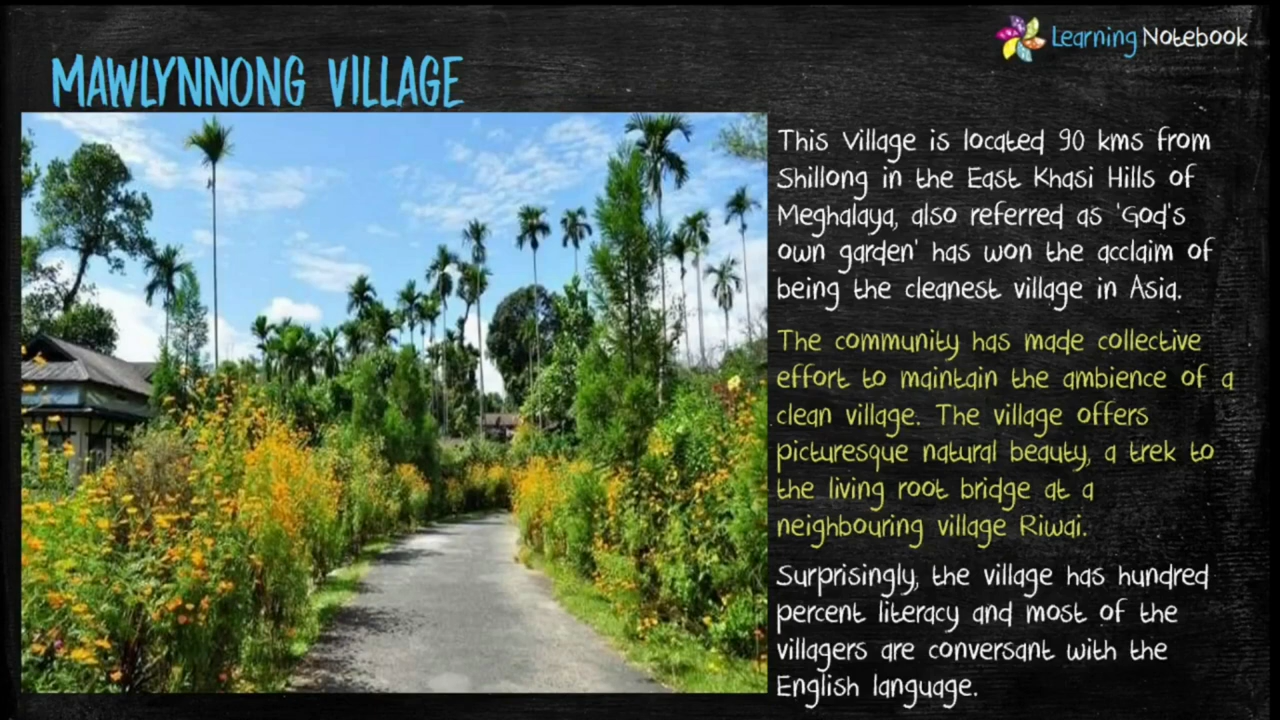 Learning Notebook
MAWLYNNONG VILLAGE
This Village is located 90 kms from
Shillong in the East Khasi Hills of
Meghalaya, also referred as 'God's
own garden' has won the acclaim of
being the cleanest village in Asia.
The community has made collective
effort to maintain the ambience of a
clean village. The village offers
picturesque natural beauty, a trek to
the living root bridge at a
neighbouring village Riwai.
Surprisingly, the village has hundred
percent literacy and most of the
villagers are conversant with the
English language.